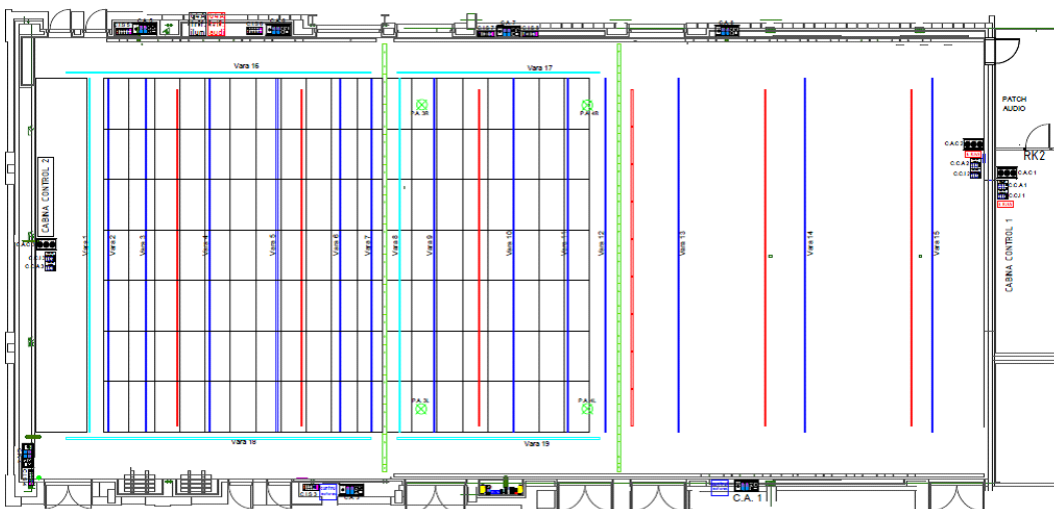 Vara 16
Vara 17
P.A. 3R
P.A. 4R
PATCH
AUDIO
RK2
C.A.C 2
C.C.A 2
C.C.I 2
C.A.C 1
C.C.A 1
C.C.I.1
CABINA CONTROL 2
CABINA CONTROL 1
Vara 1
Vara 2
Vara 3
Vara 4
Vara 5
Vara 6
Vara 7
Vara 8
Vara 9
Vara 10
Vara 11
Vara 12
Vara 13
Vara 14
Vara 15
P.A. 3L
P.A. 4L
Vara 18
Vara 19
C.A. 1